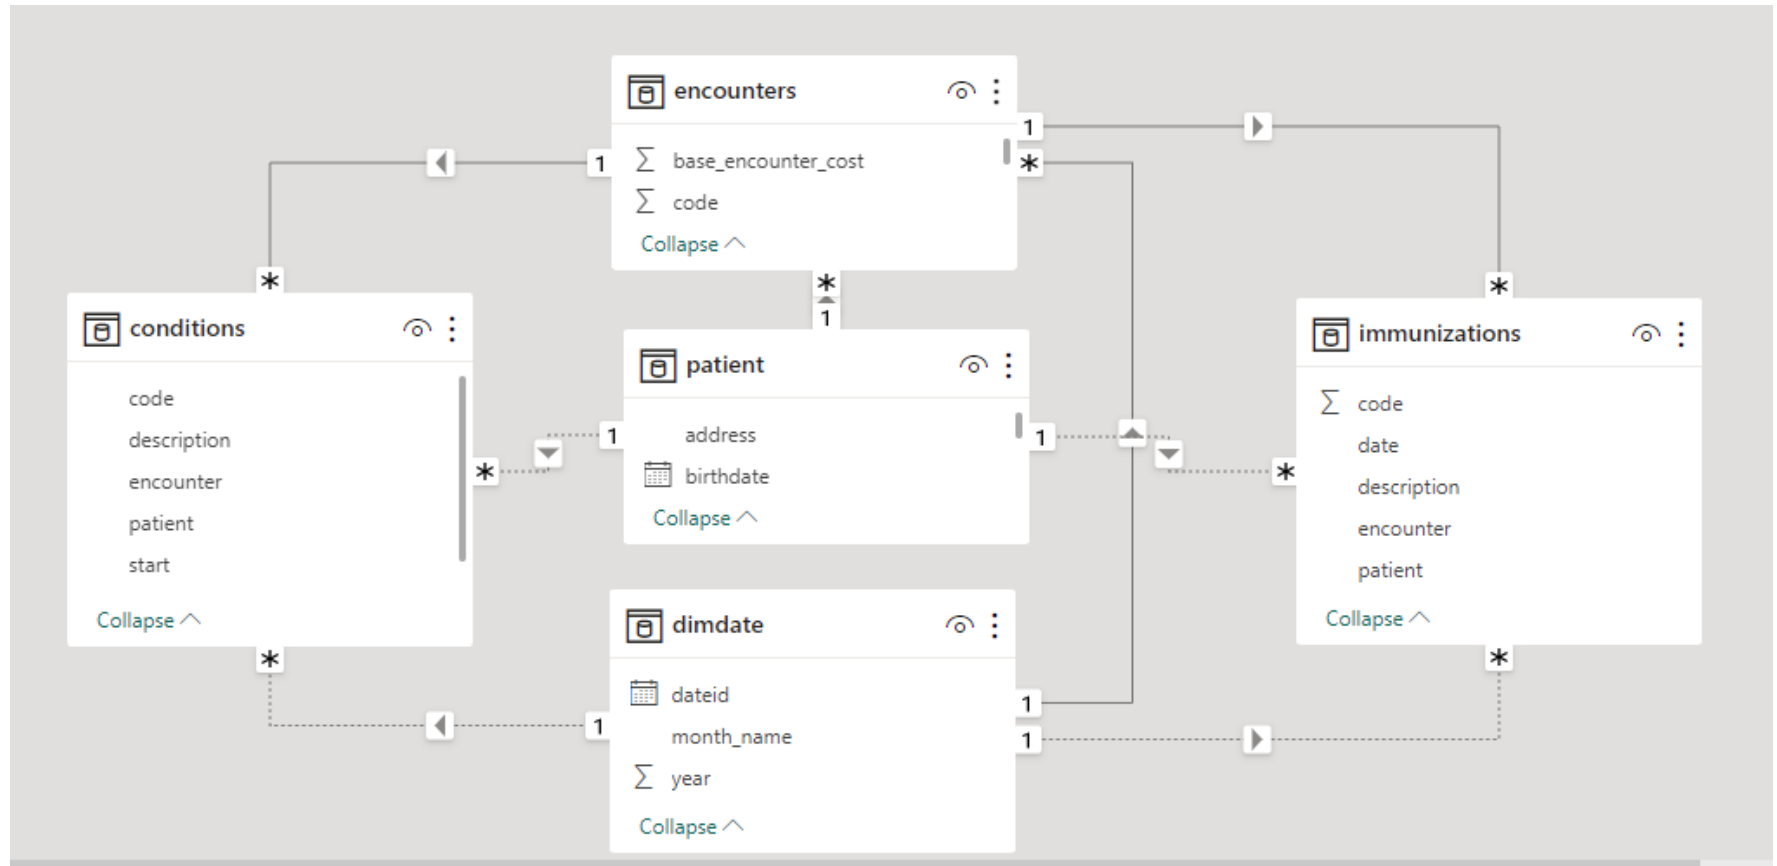 encounters
1
*
base_encounter_cost
1
*
code
Collapse
*
*
*
1
conditions
immunizations
patient
code
code
description
1
address
1
date
*
*
encounter
birthdate
description
patient
Collapse
encounter
start
patient
Collapse
dimdate
Collapse
*
*
dateid
1
1
month_name
1
year
Collapse